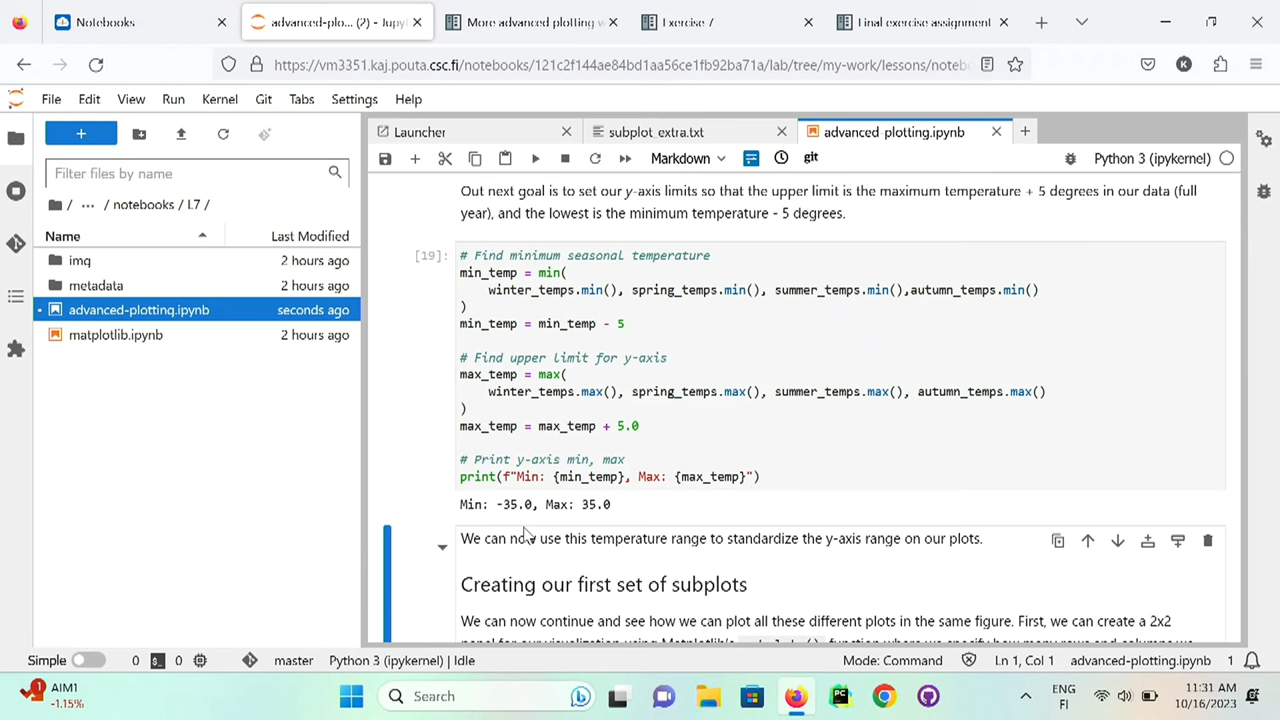 Notebooks
advanced-plo... (2) - Jupyt
More advanced plotting w
Exercise 7
Final exercise assignment
https://vm3351.kaj.pouta.csc.fi/notebooks/121c2f144ae84bd1aa56ce1fb92ba71a/lab/tree/my-work/lessons/noteb
K
File Edit View Run Kernel Git Tabs Settings Help
Launcher
subplot_extra.txt
advanced-plotting.ipynb
Filter files by name
Markdown
git
Python 3 (ipykernel)
/ ... / notebooks / L7 /
Name Last Modified
img 2 hours ago
metadata 2 hours ago
advanced-plotting.ipynb seconds ago
matplotlib.ipynb 2 hours ago
Out next goal is to set our y-axis limits so that the upper limit is the maximum temperature + 5 degrees in our data (full
year), and the lowest is the minimum temperature - 5 degrees.
[19]:
# Find minimum seasonal temperature
min_temp = min(
winter_temps.min(), spring_temps.min(), summer_temps.min(),autumn_temps.min()
)
min_temp = min_temp - 5
# Find upper limit for y-axis
max_temp = max(
winter_temps.max(), spring_temps.max(), summer_temps.max(), autumn_temps.max()
)
max_temp = max_temp + 5.0
# Print y-axis min, max
print(f"Min: {min_temp}, Max: {max_temp}")
Min: -35.0, Max: 35.0
We can now use this temperature range to standardize the y-axis range on our plots.
Creating our first set of subplots
We can now continue and see how we can plot all these different plots in the same figure. First, we can create a 2x2
Simple 0 0 master Python 3 (ipykernel) | Idle
Mode: Command Ln 1, Col 1 advanced-plotting.ipynb 1
1
AIM1
-1.15%
Search
PC
ENG
FI
11:31 AM
10/16/2023